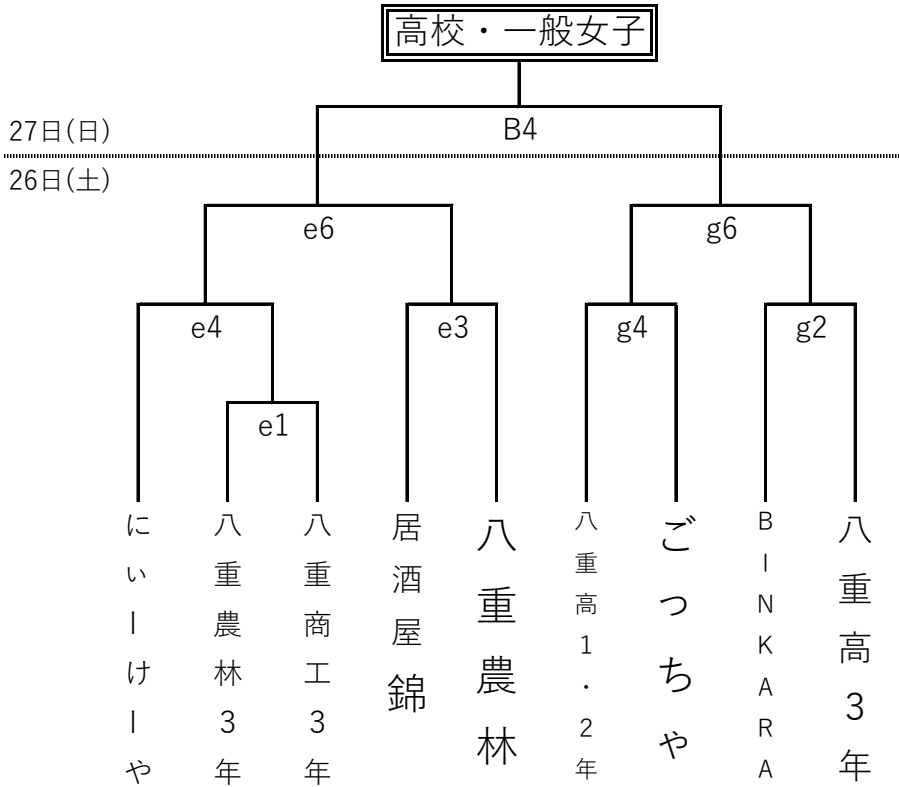 高校・一般女子
27日(日)
B4
26日(土)
e6
g6
e4
e3
g4
g2
e1
にぃーけーや
八重農林3年
八重商工3年
居酒屋錦
八重農林
八重高1・2年
ごっちゃ
BINKARA
八重高3年